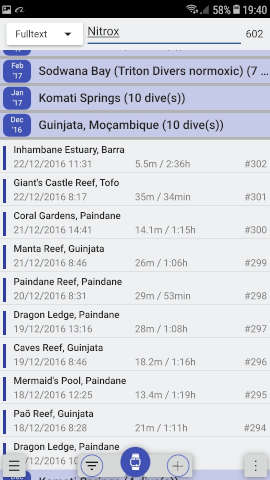 58% 19:40
Fulltext Nitrox 602
Feb '17 Sodwana Bay (Triton Divers normoxic) (7 ...
Jan '17 Komati Springs (10 dive(s))
Dec '16 Guinjata, Moçambique (10 dive(s))
Inhambane Estuary, Barra
22/12/2016 11:31 5.5m / 2:36h #302
Giant's Castle Reef, Tofo
22/12/2016 8:17 35m / 34min #301
Coral Gardens, Paindane
21/12/2016 14:41 14.1m / 1:15h #300
Manta Reef, Guinjata
21/12/2016 8:46 26m / 1:06h #299
Paindane Reef, Paindane
20/12/2016 8:31 29m / 53min #298
Dragon Ledge, Paindane
19/12/2016 13:16 28m / 1:08h #297
Caves Reef, Guinjata
19/12/2016 8:46 18.2m / 1:16h #296
Mermaid's Pool, Paindane
18/12/2016 12:25 13.4m / 1:19h #295
Paõ Reef, Guinjata
18/12/2016 8:28 21m / 1:11h #294
Dragon Ledge, Paindane